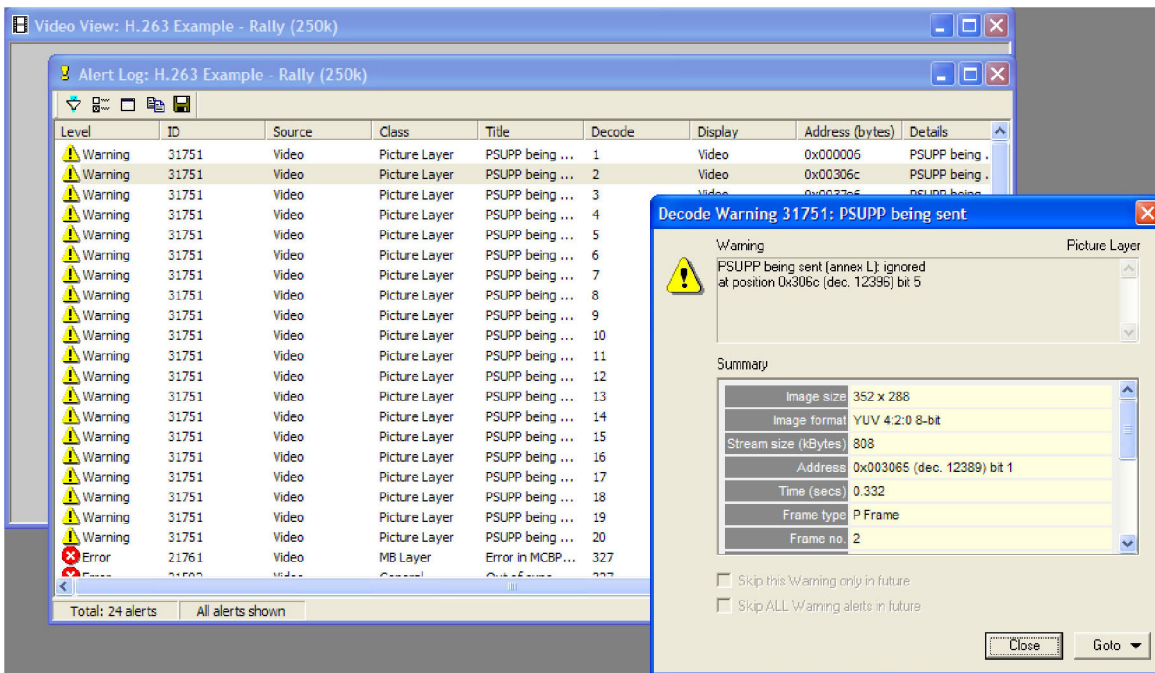 Video View: H.263 Example - Rally (250k)
Alert Log: H.263 Example - Rally (250k)
Level ID Source Class Title Decode Display Address (bytes) Details
Warning 31751 Video Picture Layer PSUPP being ... 1 Video 0x000006 PSUPP being .
Warning 31751 Video Picture Layer PSUPP being ... 2 Video 0x00306c PSUPP being .
Warning 31751 Video Picture Layer PSUPP being ... 3 Video PSUPP being
Warning 31751 Video Picture Layer PSUPP being ... 4
Warning 31751 Video Picture Layer PSUPP being ... 5
Warning 31751 Video Picture Layer PSUPP being ... 6
Warning 31751 Video Picture Layer PSUPP being ... 7
Warning 31751 Video Picture Layer PSUPP being ... 8
Warning 31751 Video Picture Layer PSUPP being ... 9
Warning 31751 Video Picture Layer PSUPP being ... 10
Warning 31751 Video Picture Layer PSUPP being ... 11
Warning 31751 Video Picture Layer PSUPP being ... 12
Warning 31751 Video Picture Layer PSUPP being ... 13
Warning 31751 Video Picture Layer PSUPP being ... 14
Warning 31751 Video Picture Layer PSUPP being ... 15
Warning 31751 Video Picture Layer PSUPP being ... 16
Warning 31751 Video Picture Layer PSUPP being ... 17
Warning 31751 Video Picture Layer PSUPP being ... 18
Warning 31751 Video Picture Layer PSUPP being ... 19
Warning 31751 Video Picture Layer PSUPP being ... 20
Error 21761 Video MB Layer Error in MCBP... 327
Error Video General Out of sync 327
Total: 24 alerts All alerts shown
Decode Warning 31751: PSUPP being sent
Warning Picture Layer
PSUPP being sent (annex L): ignored
at position 0x306c (dec. 12396) bit 5
Summary
Image size 352 x 288
Image format YUV 4:2:0 8-bit
Stream size (kBytes) 808
Address 0x003065 (dec. 12389) bit 1
Time (secs) 0.332
Frame type P Frame
Frame no. 2
Skip this Warning only in future
Skip ALL Warning alerts in future
Close Goto